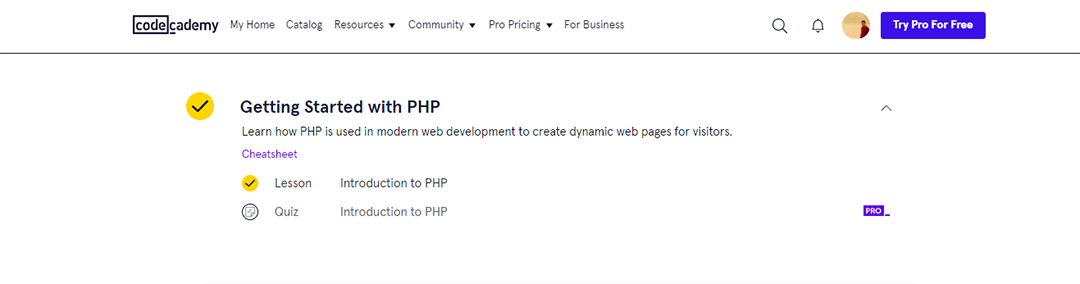 codecademy My Home Catalog Resources Community Pro Pricing For Business Try Pro For Free
Getting Started with PHP
Learn how PHP is used in modern web development to create dynamic web pages for visitors.
Cheatsheet
Lesson Introduction to PHP
Quiz Introduction to PHP PRO